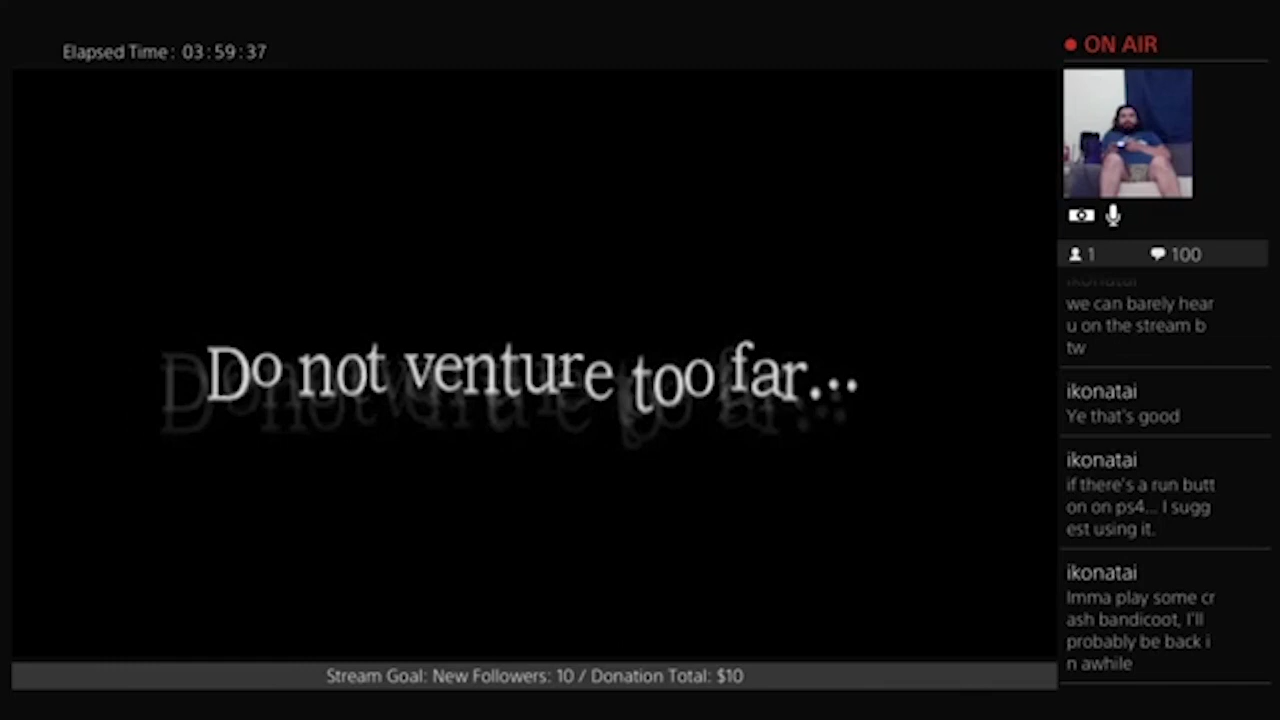 Elapsed Time: 03:59:37
ON AIR
1 100
ikonatai
we can barely hear
u on the stream b
tw
ikonatai
Ye that's good
ikonatai
if there's a run butt
on on ps4... I sugg
est using it.
ikonatai
Imma play some cr
ash bandicoot, I'll
probably be back i
n awhile
Do not venture too far...
Stream Goal: New Followers: 10 / Donation Total: $10